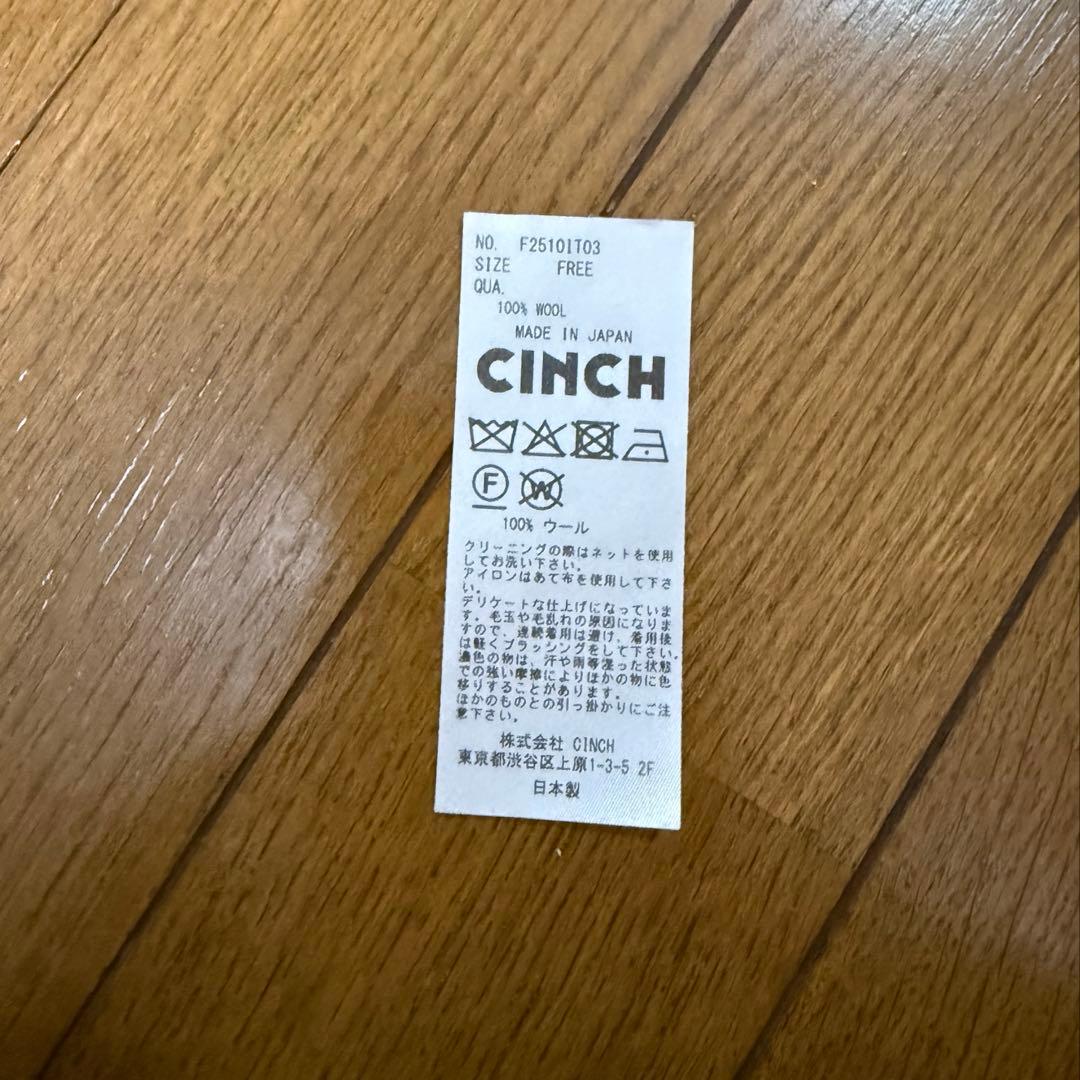 NO. F25101T03
SIZE FREE
QUA.
100% WOOL
MADE IN JAPAN
CINCH
F W
100% ウール
クリーニングの際はネットを使用
してお洗い下さい。
アイロンはあて布を使用して下さ
い。
デリケートな仕上げになっていま
す。毛玉や毛乱れの原因になりま
すので、連続着用は避け、着用後
は軽くブラッシングをして下さい。
濃色の物は、汗や雨等湿った状態
での強い摩擦によりほかの物に色
移りすることがあります。
ほかのものとの引っ掛かりにご注
意下さい。
株式会社 CINCH
東京都渋谷区上原1-3-5 2F
日本製